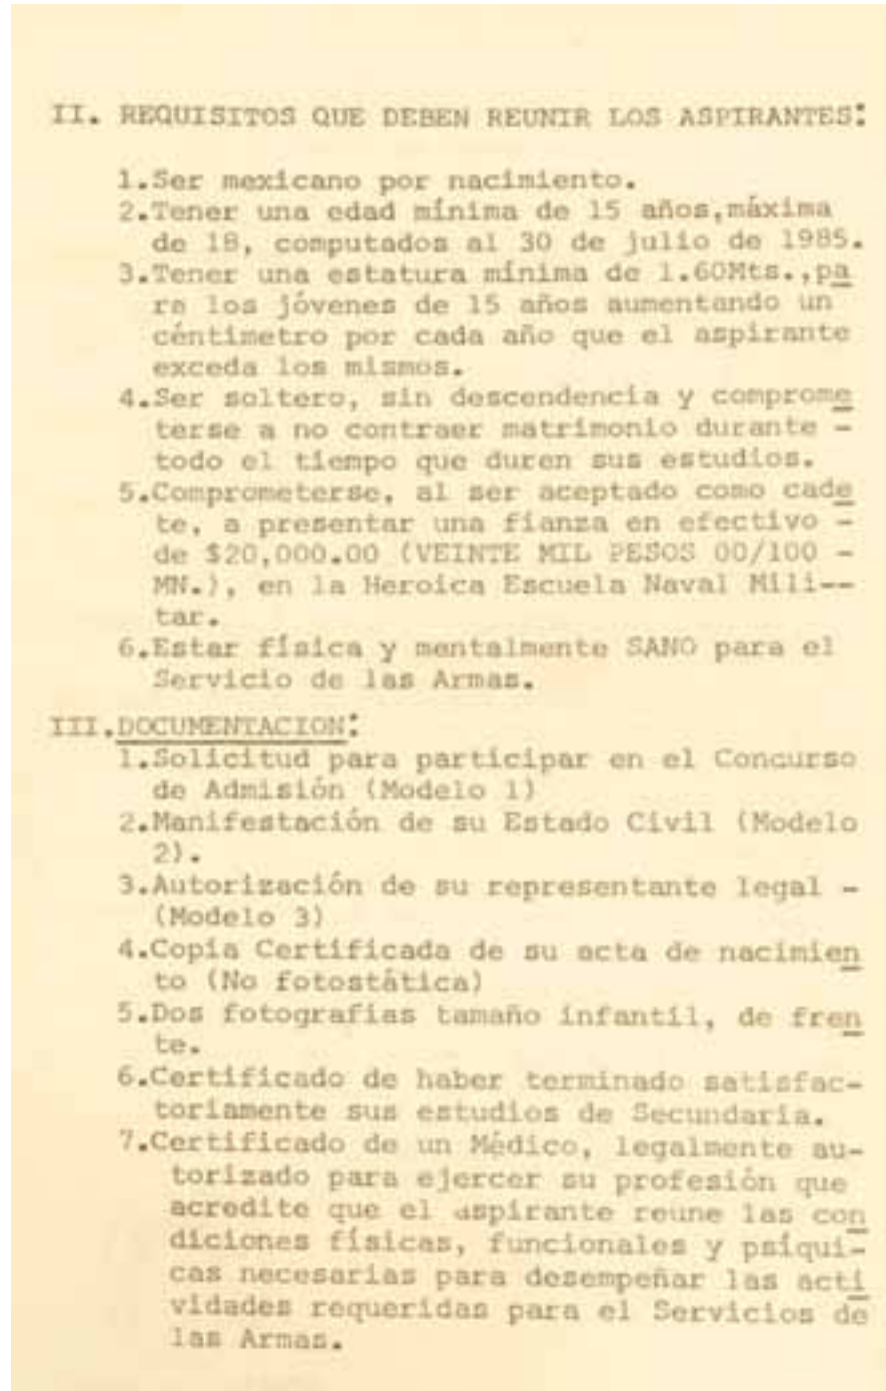 II. REQUISITOS QUE DEBEN REUNIR LOS ASPIRANTES:
1.Ser mexicano por nacimiento.
2.Tener una edad mínima de 15 años,máxima
de 18, computados al 30 de julio de 1985.
3.Tener una estatura mínima de 1.60Mts.,pa
ra los jóvenes de 15 años aumentando un
céntimetro por cada año que el aspirante
exceda los mismos.
4.Ser soltero, sin descendencia y comprome
terse a no contraer matrimonio durante -
todo el tiempo que duren sus estudios.
5.Comprometerse, al ser aceptado como cade
te, a presentar una fianza en efectivo -
de $20,000.00 (VEINTE MIL PESOS 00/100 -
MN.), en la Heroica Escuela Naval Mili--
tar.
6.Estar física y mentalmente SANO para el
Servicio de las Armas.
III.DOCUMENTACION:
1.Solicitud para participar en el Concurso
de Admisión (Modelo 1)
2.Manifestación de su Estado Civil (Modelo
2).
3.Autorización de su representante legal -
(Modelo 3)
4.Copia Certificada de su acta de nacimien
to (No fotostática)
5.Dos fotografías tamaño infantil, de fren
te.
6.Certificado de haber terminado satisfac-
toriamente sus estudios de Secundaria.
7.Certificado de un Médico, legalmente au-
torizado para ejercer su profesión que
acredite que el aspirante reune las con
diciones físicas, funcionales y psíqui-
cas necesarias para desempeñar las acti
vidades requeridas para el Servicios de
las Armas.